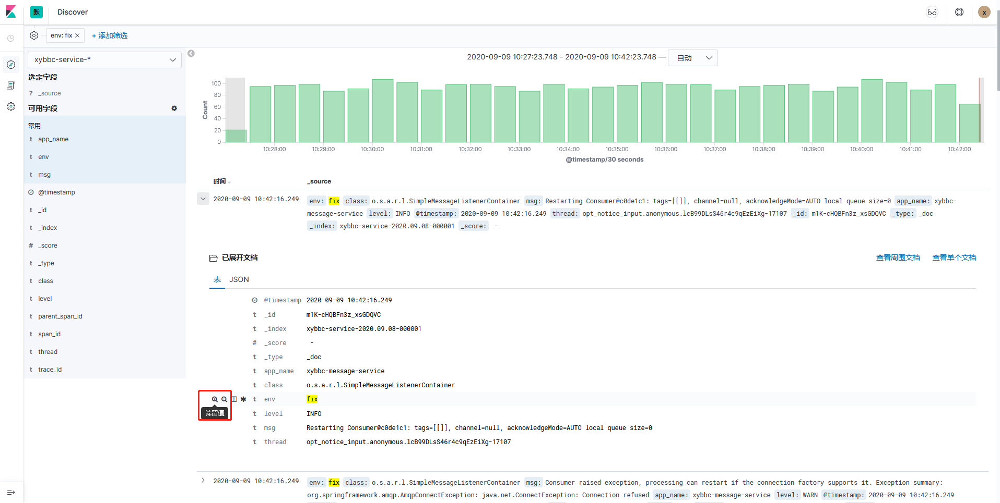 默 Discover x
env: fix × + 添加筛选
xybbc-service-*
选定字段
? _source
可用字段
常用
t app_name
t env
t msg
@timestamp
t _id
t _index
# _score
t _type
t class
t level
t parent_span_id
t span_id
t thread
t trace_id
2020-09-09 10:27:23.748 - 2020-09-09 10:42:23.748 — 自动
Count
100
80
60
40
20
0
10:28:00 10:29:00 10:30:00 10:31:00 10:32:00 10:33:00 10:34:00 10:35:00 10:36:00 10:37:00 10:38:00 10:39:00 10:40:00 10:41:00 10:42:00
@timestamp/30 seconds
时间 _source
2020-09-09 10:42:16.249 env: fix class: o.s.a.r.l.SimpleMessageListenerContainer msg: Restarting Consumer@c0de1c1: tags=[[]], channel=null, acknowledgeMode=AUTO local queue size=0 app_name: xybbc-
message-service level: INFO @timestamp: 2020-09-09 10:42:16.249 thread: opt_notice_input.anonymous.lcB99DLsS46r4c9qEzEiXg-17107 _id: m1K-cHQBFn3z_xsGDQVC _type: _doc
_index: xybbc-service-2020.09.08-000001 _score: -
已展开文档 查看周围文档 查看单个文档
表 JSON
@timestamp 2020-09-09 10:42:16.249
t _id m1K-cHQBFn3z_xsGDQVC
t _index xybbc-service-2020.09.08-000001
# _score -
t _type _doc
t app_name xybbc-message-service
t class o.s.a.r.l.SimpleMessageListenerContainer
t env fix
筛留值
t level INFO
t msg Restarting Consumer@c0de1c1: tags=[[]], channel=null, acknowledgeMode=AUTO local queue size=0
t thread opt_notice_input.anonymous.lcB99DLsS46r4c9qEzEiXg-17107
2020-09-09 10:42:16.249 env: fix class: o.s.a.r.l.SimpleMessageListenerContainer msg: Consumer raised exception, processing can restart if the connection factory supports it. Exception summary:
org.springframework.amqp.AmqpConnectException: java.net.ConnectException: Connection refused app_name: xybbc-message-service level: WARN @timestamp: 2020-09-09 10:42:16.249